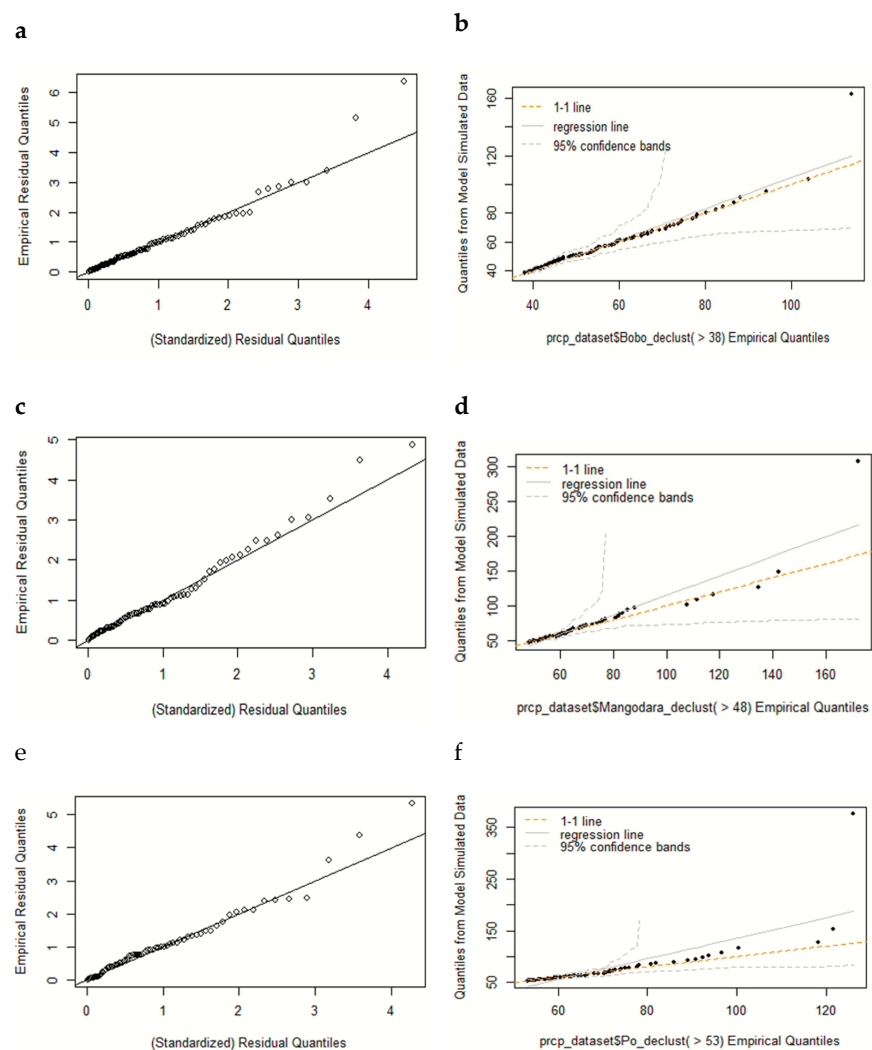 a
b
6
5
4
3
2
1
0
Empirical Residual Quantiles
0 1 2 3 4
(Standardized) Residual Quantiles
160
120
80
60
40
Quantiles from Model Simulated Data
1-1 line
regression line
95% confidence bands
40 60 80 100
prcp_dataset$Bobo_declust( > 38) Empirical Quantiles
c
d
5
4
3
2
1
0
Empirical Residual Quantiles
0 1 2 3 4
(Standardized) Residual Quantiles
300
250
200
150
100
50
Quantiles from Model Simulated Data
1-1 line
regression line
95% confidence bands
60 80 100 120 140 160
prcp_dataset$Mangodara_declust( > 48) Empirical Quantiles
e
f
5
4
3
2
1
0
Empirical Residual Quantiles
0 1 2 3 4
(Standardized) Residual Quantiles
350
250
150
50
Quantiles from Model Simulated Data
1-1 line
regression line
95% confidence bands
60 80 100 120
prcp_dataset$Po_declust( > 53) Empirical Quantiles